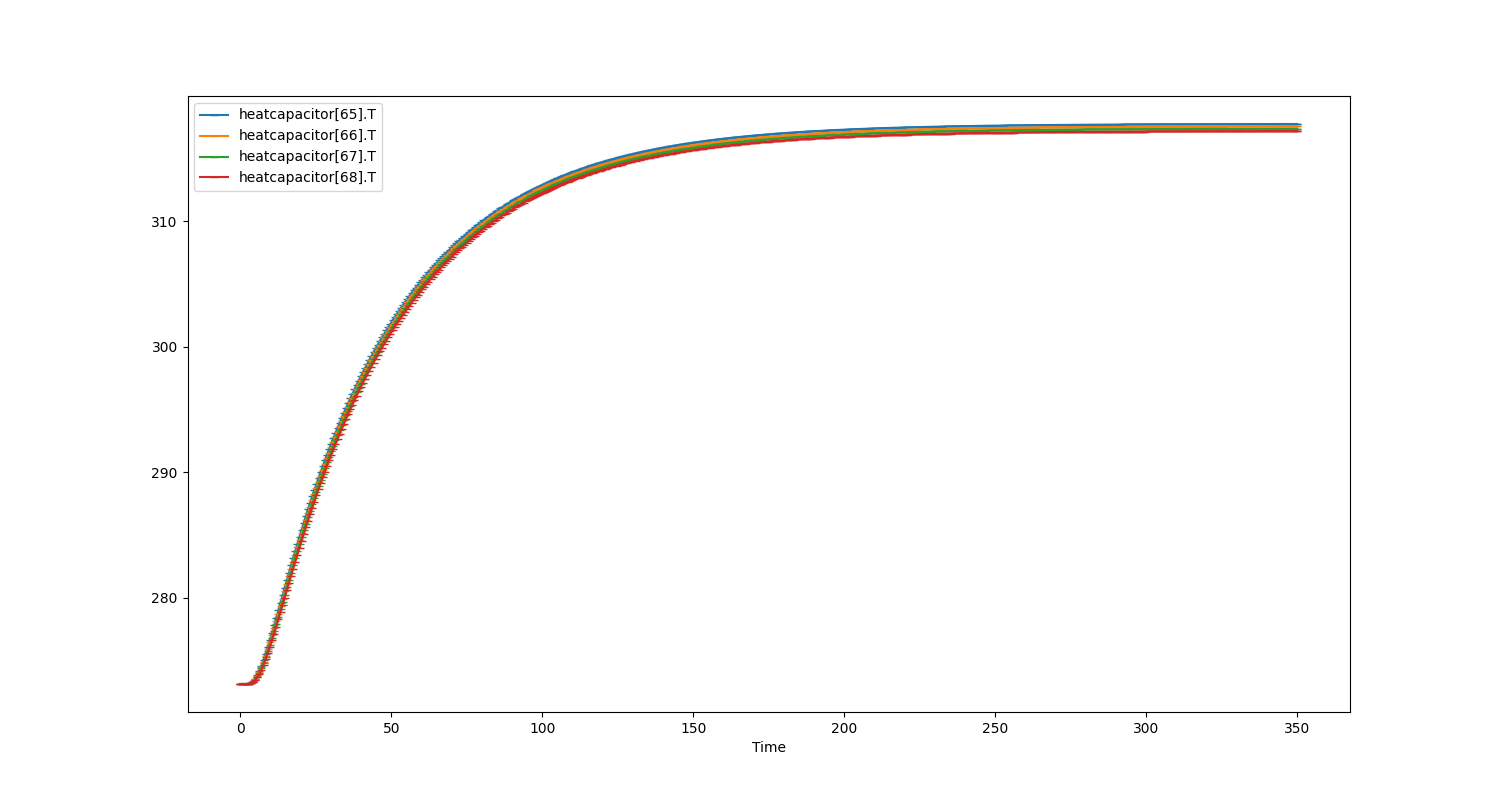 heatcapacitor[65].T
heatcapacitor[66].T
heatcapacitor[67].T
heatcapacitor[68].T
310
300
290
280
0 50 100 150 200 250 300 350
Time